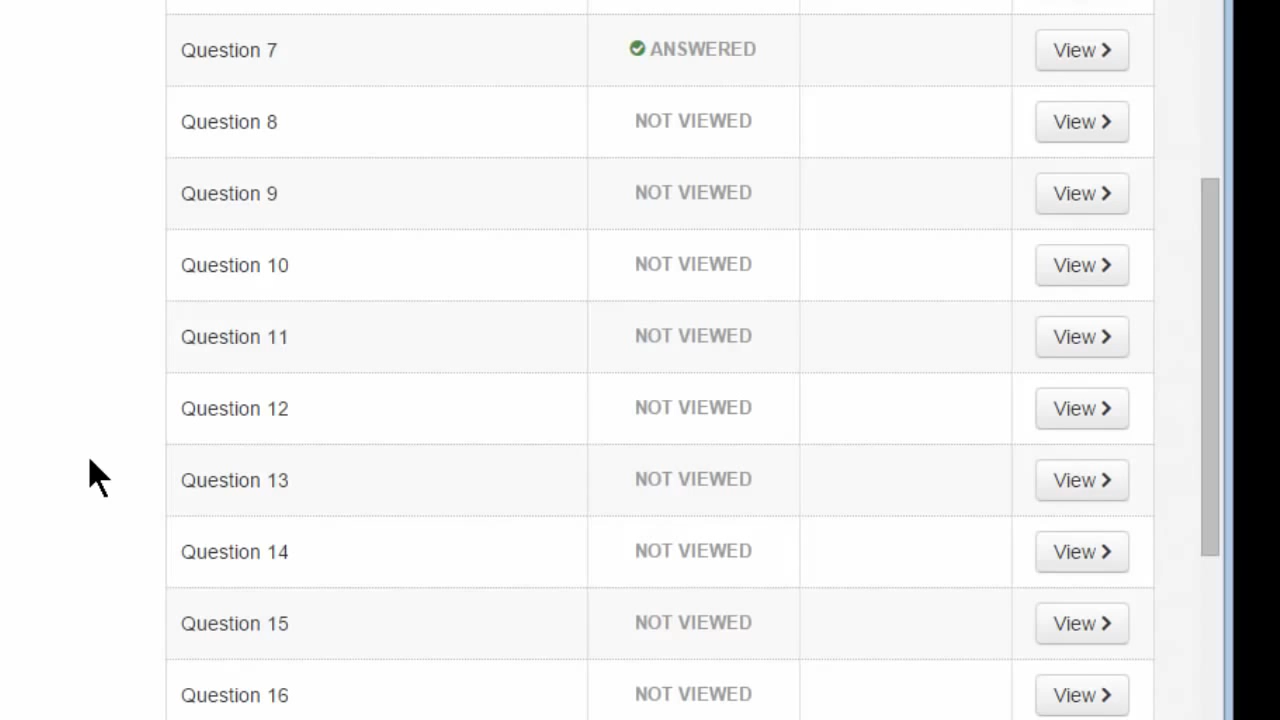 Question 7 ANSWERED View
Question 8 NOT VIEWED View
Question 9 NOT VIEWED View
Question 10 NOT VIEWED View
Question 11 NOT VIEWED View
Question 12 NOT VIEWED View
Question 13 NOT VIEWED View
Question 14 NOT VIEWED View
Question 15 NOT VIEWED View
Question 16 NOT VIEWED View